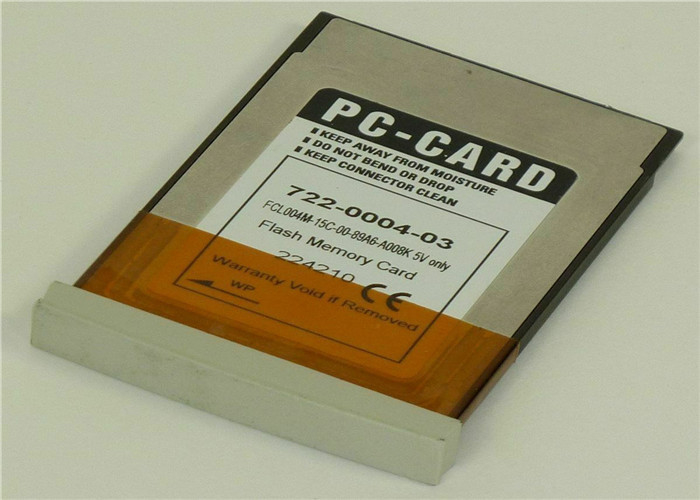 PC-CARD
KEEP AWAY FROM MOISTURE
DO NOT BEND OR DROP
KEEP CONNECTOR CLEAN
722-0004-03
FCL004M-15C-00-89A6-A008K 5V only
Flash Memory Card
224210 CE
Warranty Void if Removed
WP